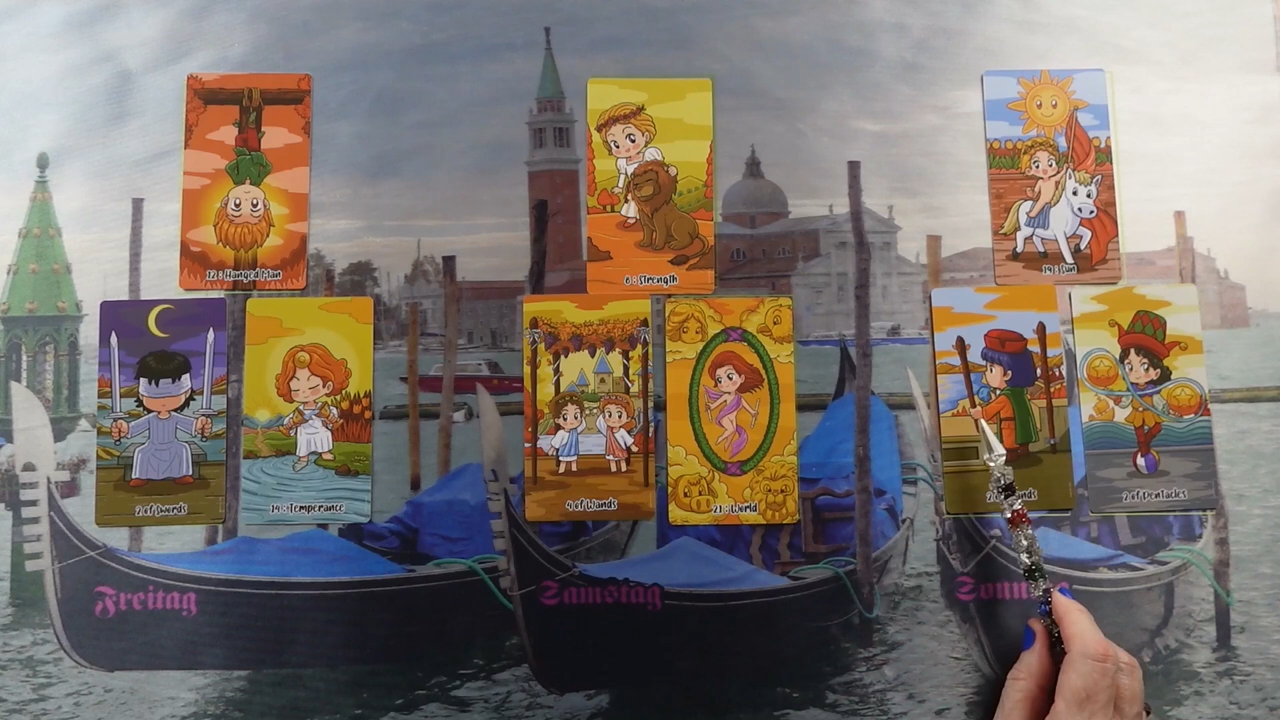 12 : Hanged Man
8 : Strength
19 : Sun
2 of Swords
14 : Temperance
4 of Wands
21 : World
2 of Pentacles
Freitag
Samstag